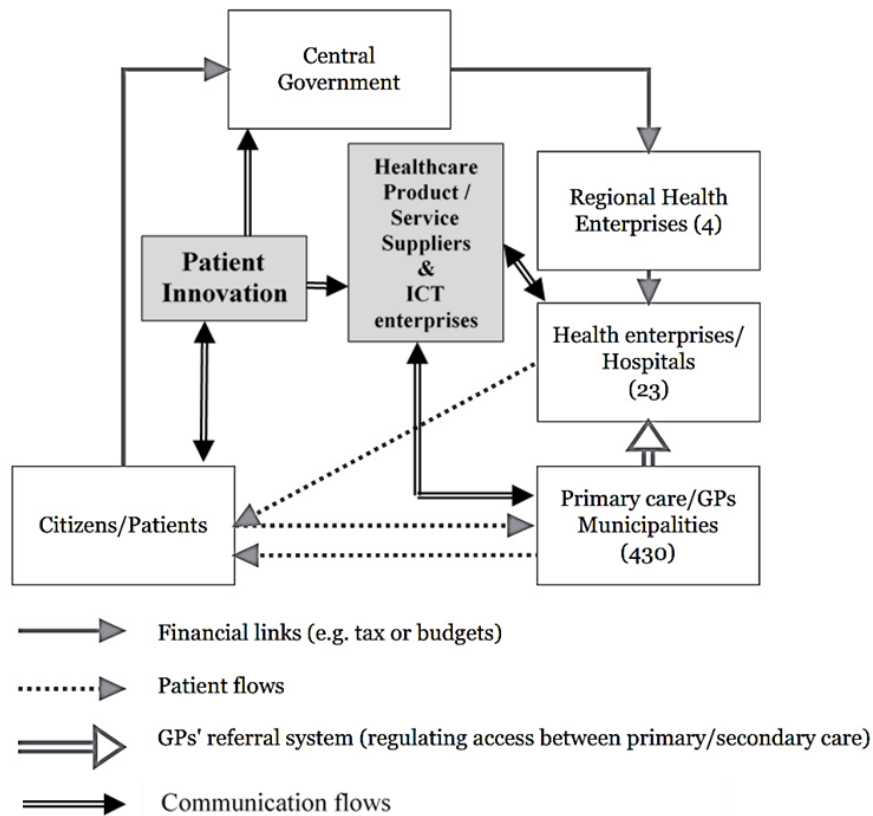 Central
Government
Healthcare
Product /
Service
Suppliers
&
ICT
enterprises
Regional Health
Enterprises (4)
Patient
Innovation
Health enterprises/
Hospitals
(23)
Citizens/Patients
Primary care/GPs
Municipalities
(430)
Financial links (e.g. tax or budgets)
Patient flows
GPs' referral system (regulating access between primary/secondary care)
Communication flows